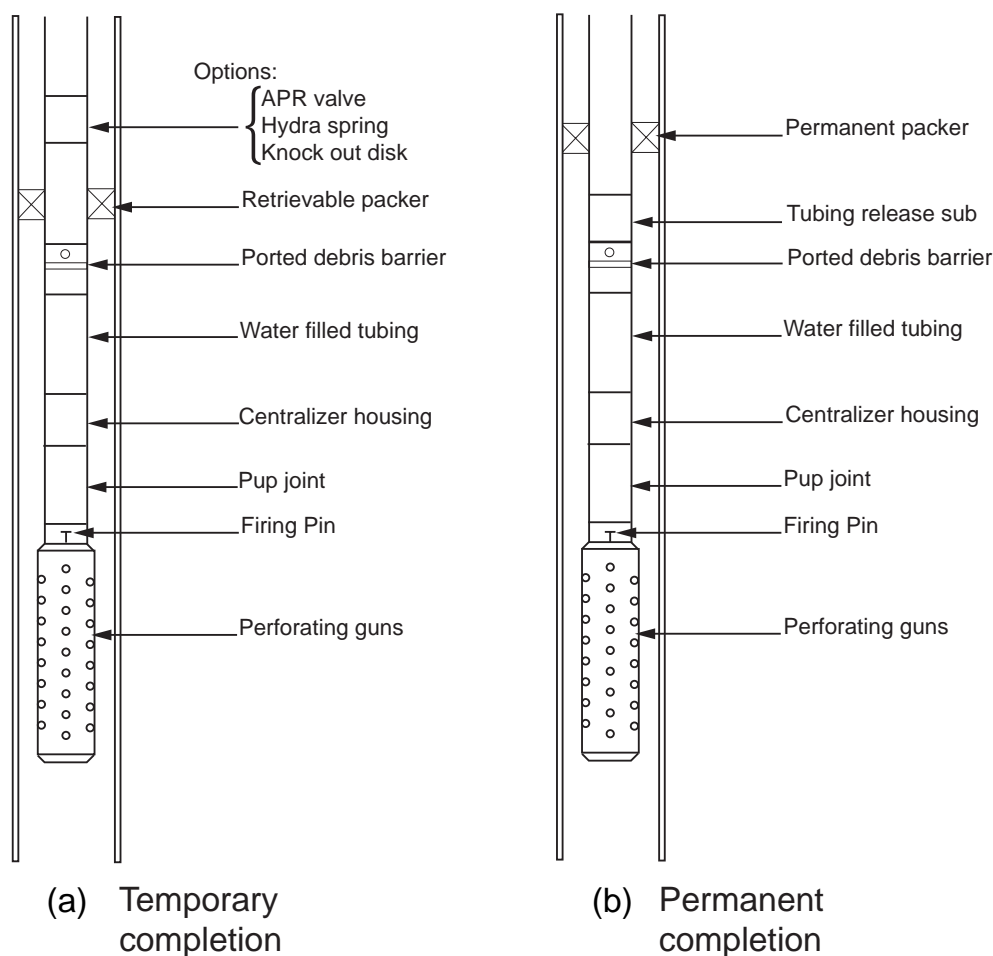 Options:
APR valve
Hydra spring
Knock out disk
Retrievable packer
Ported debris barrier
Water filled tubing
Centralizer housing
Pup joint
Firing Pin
Perforating guns
(a) Temporary
completion
Permanent packer
Tubing release sub
Ported debris barrier
Water filled tubing
Centralizer housing
Pup joint
Firing Pin
Perforating guns
(b) Permanent
completion